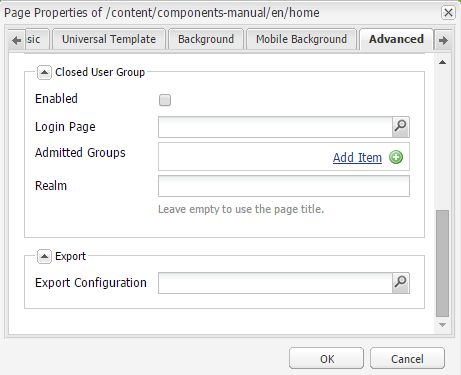 Page Properties of /content/components-manual/en/home
sic Universal Template Background Mobile Background Advanced
Closed User Group
Enabled
Login Page
Admitted Groups Add Item
Realm
Leave empty to use the page title.
Export
Export Configuration
OK Cancel